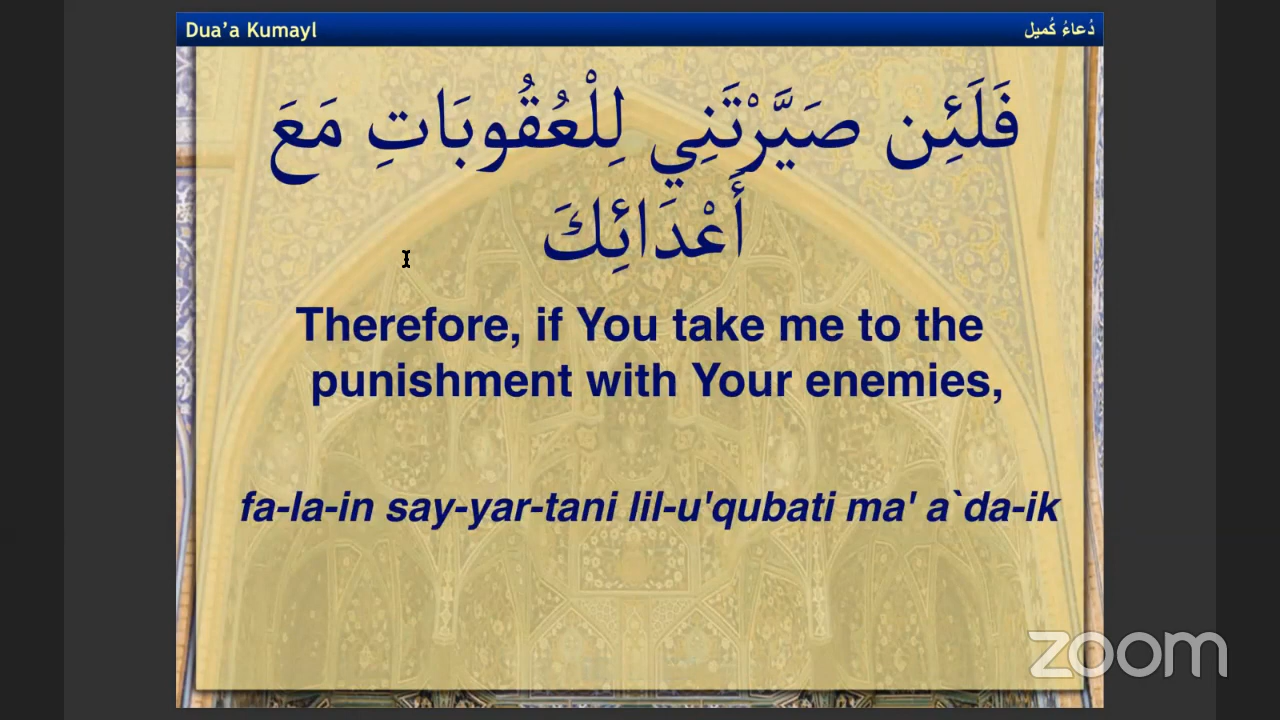 Dua’a Kumayl
دُعاءُ كُميل
فَلَئِن صَيَّرْتَنِي لِلْعُقُوبَاتِ مَعَ
أَعْدَائِكَ
Therefore, if You take me to the
punishment with Your enemies,
fa-la-in say-yar-tani lil-u'qubati ma' a`da-ik
zoom